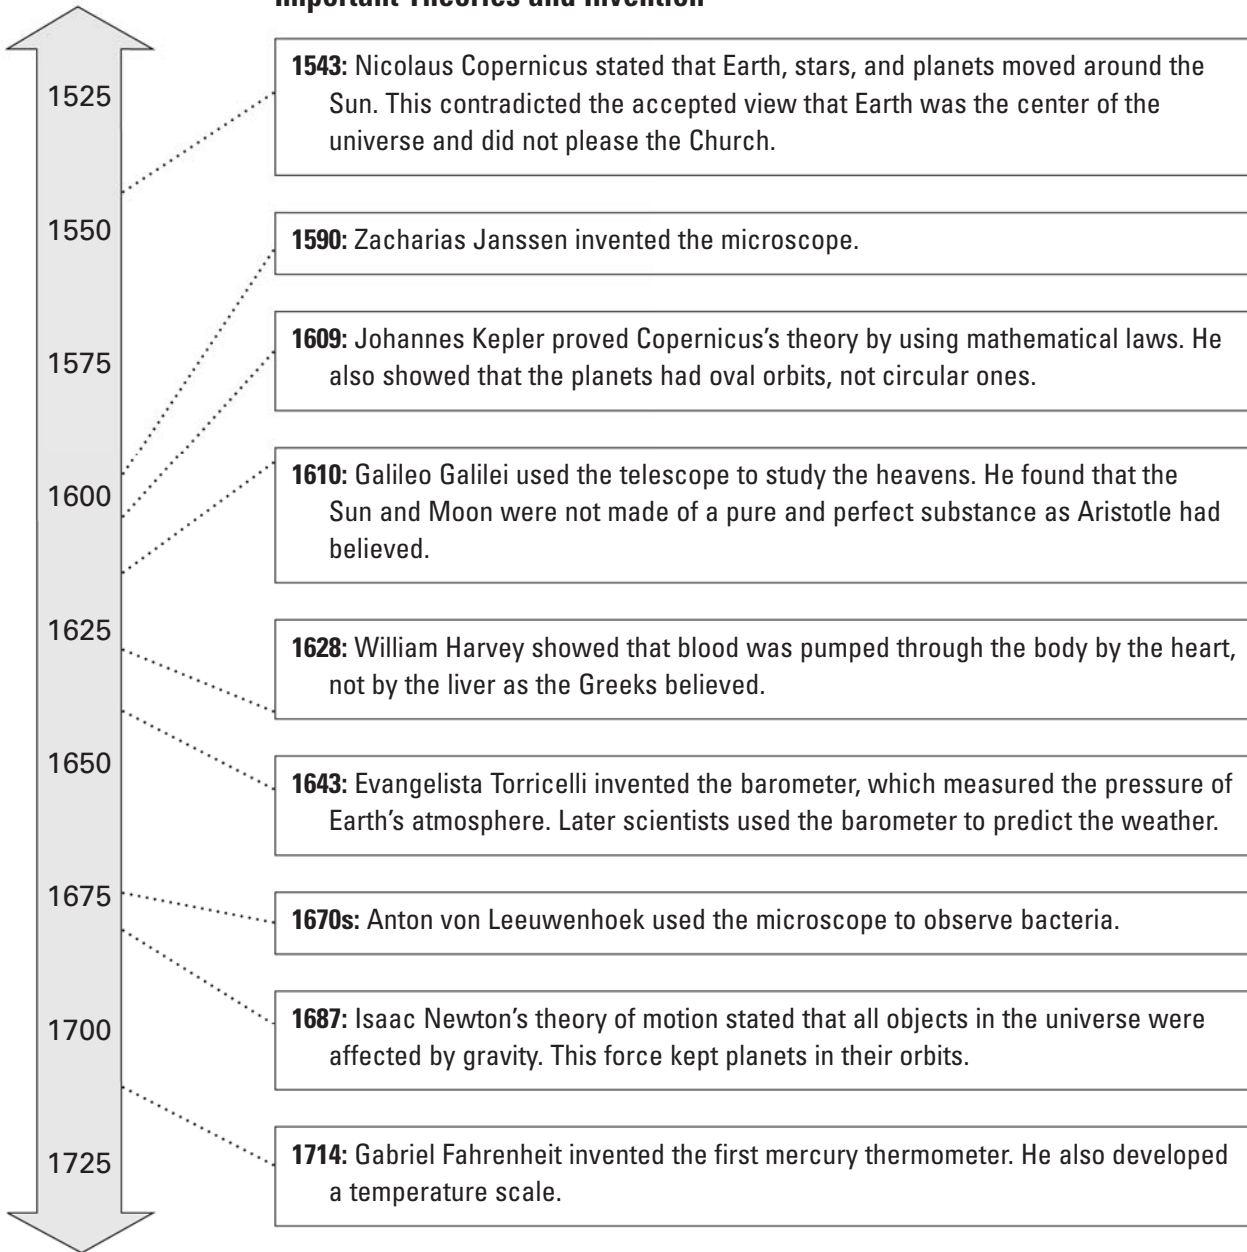 Important Theories and Invention
1525
1550
1575
1600
1625
1650
1675
1700
1725
1543: Nicolaus Copernicus stated that Earth, stars, and planets moved around the
Sun. This contradicted the accepted view that Earth was the center of the
universe and did not please the Church.
1590: Zacharias Janssen invented the microscope.
1609: Johannes Kepler proved Copernicus's theory by using mathematical laws. He
also showed that the planets had oval orbits, not circular ones.
1610: Galileo Galilei used the telescope to study the heavens. He found that the
Sun and Moon were not made of a pure and perfect substance as Aristotle had
believed.
1628: William Harvey showed that blood was pumped through the body by the heart,
not by the liver as the Greeks believed.
1643: Evangelista Torricelli invented the barometer, which measured the pressure of
Earth's atmosphere. Later scientists used the barometer to predict the weather.
1670s: Anton von Leeuwenhoek used the microscope to observe bacteria.
1687: Isaac Newton's theory of motion stated that all objects in the universe were
affected by gravity. This force kept planets in their orbits.
1714: Gabriel Fahrenheit invented the first mercury thermometer. He also developed
a temperature scale.